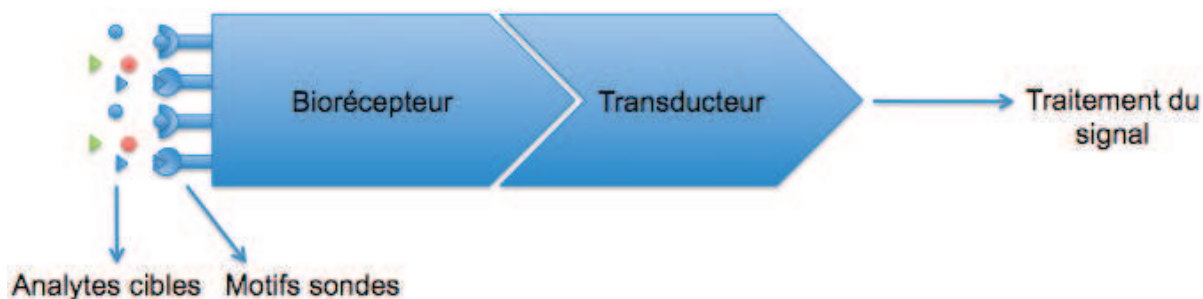 Biorécepteur
Transducteur
Traitement du
signal
Analytes cibles
Motifs sondes